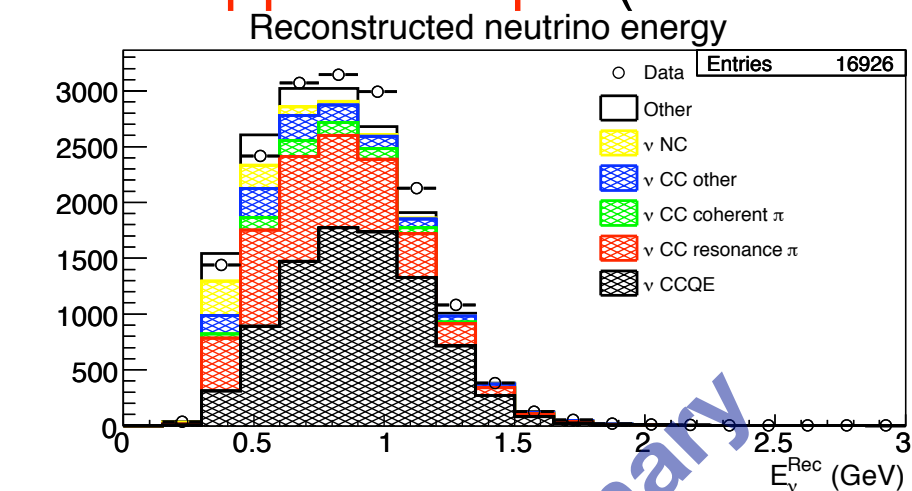 Reconstructed neutrino energy
Entries 16926
Data
Other
ν NC
ν CC other
ν CC coherent π
ν CC resonance π
ν CCQE
3000
2500
2000
1500
1000
500
0
0 0.5 1 1.5 2 2.5 3
E_ν^Rec (GeV)